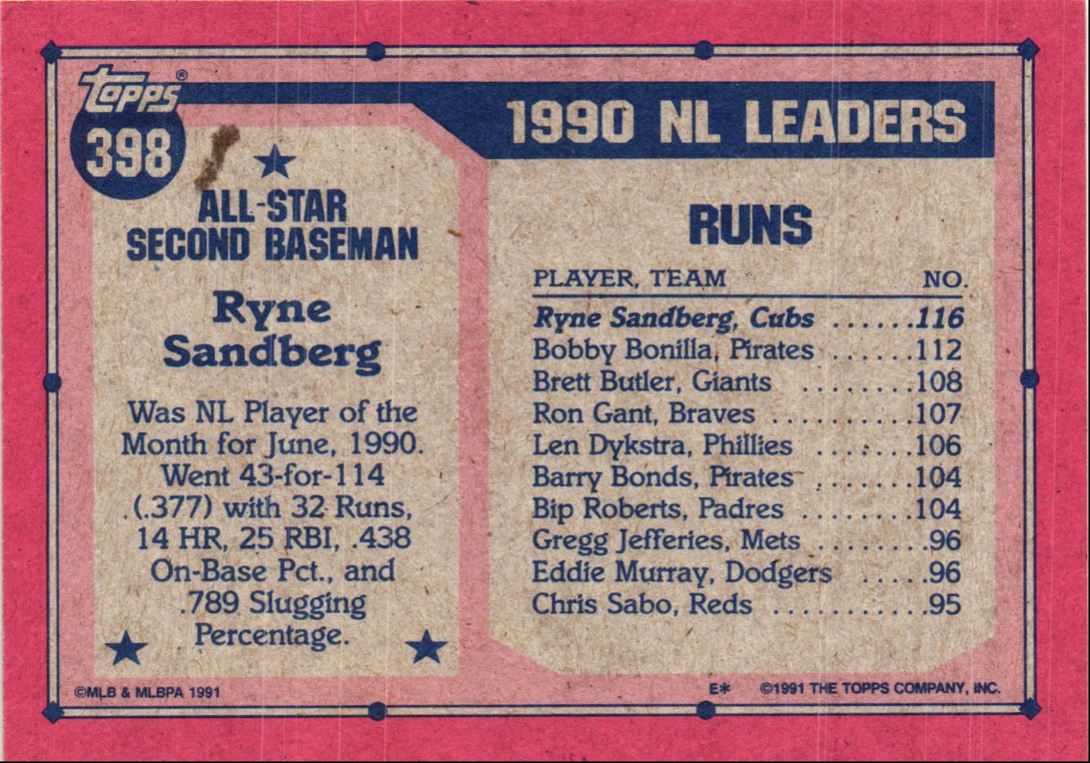 Topps®
398
ALL-STAR
SECOND BASEMAN
Ryne
Sandberg
Was NL Player of the
Month for June, 1990.
Went 43-for-114
(.377) with 32 Runs,
14 HR, 25 RBI, .438
On-Base Pct., and
.789 Slugging
Percentage.
©MLB & MLBPA 1991
1990 NL LEADERS
RUNS
PLAYER, TEAM NO.
Ryne Sandberg, Cubs ......116
Bobby Bonilla, Pirates .......112
Brett Butler, Giants .........108
Ron Gant, Braves ...........107
Len Dykstra, Phillies ........106
Barry Bonds, Pirates ........104
Bip Roberts, Padres .........104
Gregg Jefferies, Mets ........96
Eddie Murray, Dodgers .....96
Chris Sabo, Reds ...........95
E* ©1991 THE TOPPS COMPANY, INC.